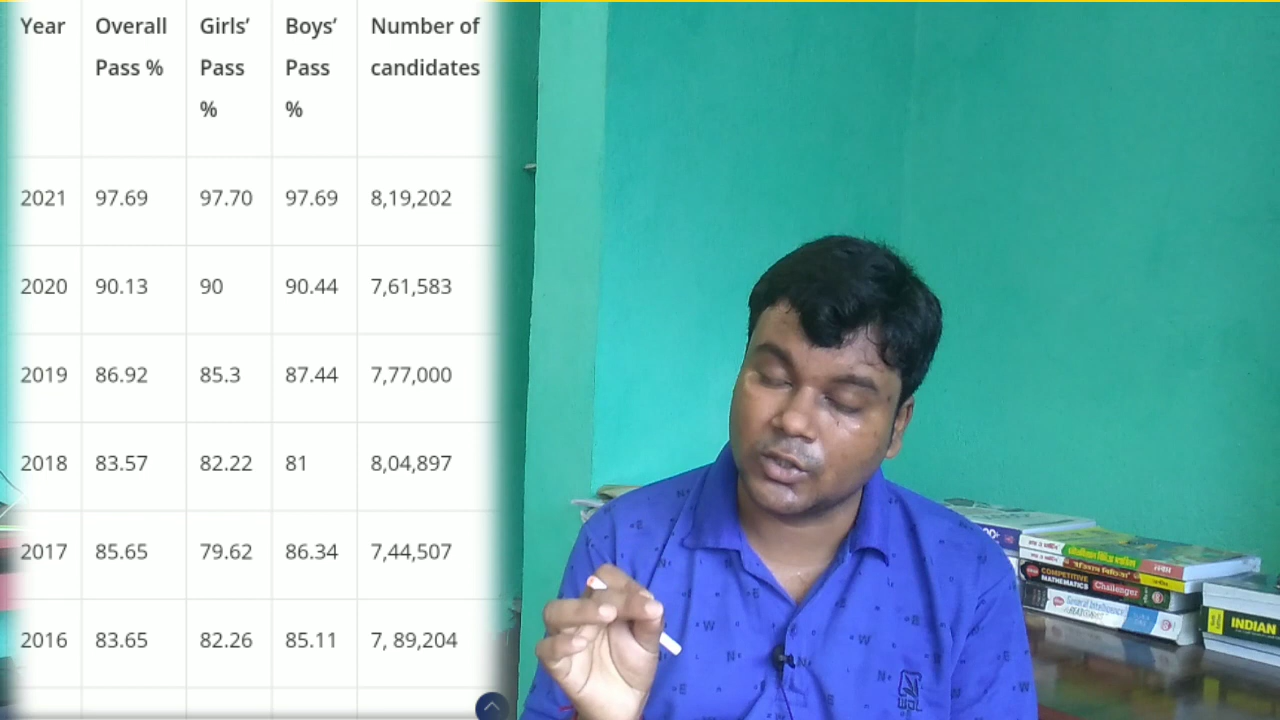 Year Overall Girls’ Boys’ Number of
Pass % Pass Pass candidates
% %
2021 97.69 97.70 97.69 8,19,202
2020 90.13 90 90.44 7,61,583
2019 86.92 85.3 87.44 7,77,000
2018 83.57 82.22 81 8,04,897
2017 85.65 79.62 86.34 7,44,507
2016 83.65 82.26 85.11 7, 89,204
COMPETITIVE
MATHEMATICS
Challenger
General Intelligence
INDIAN